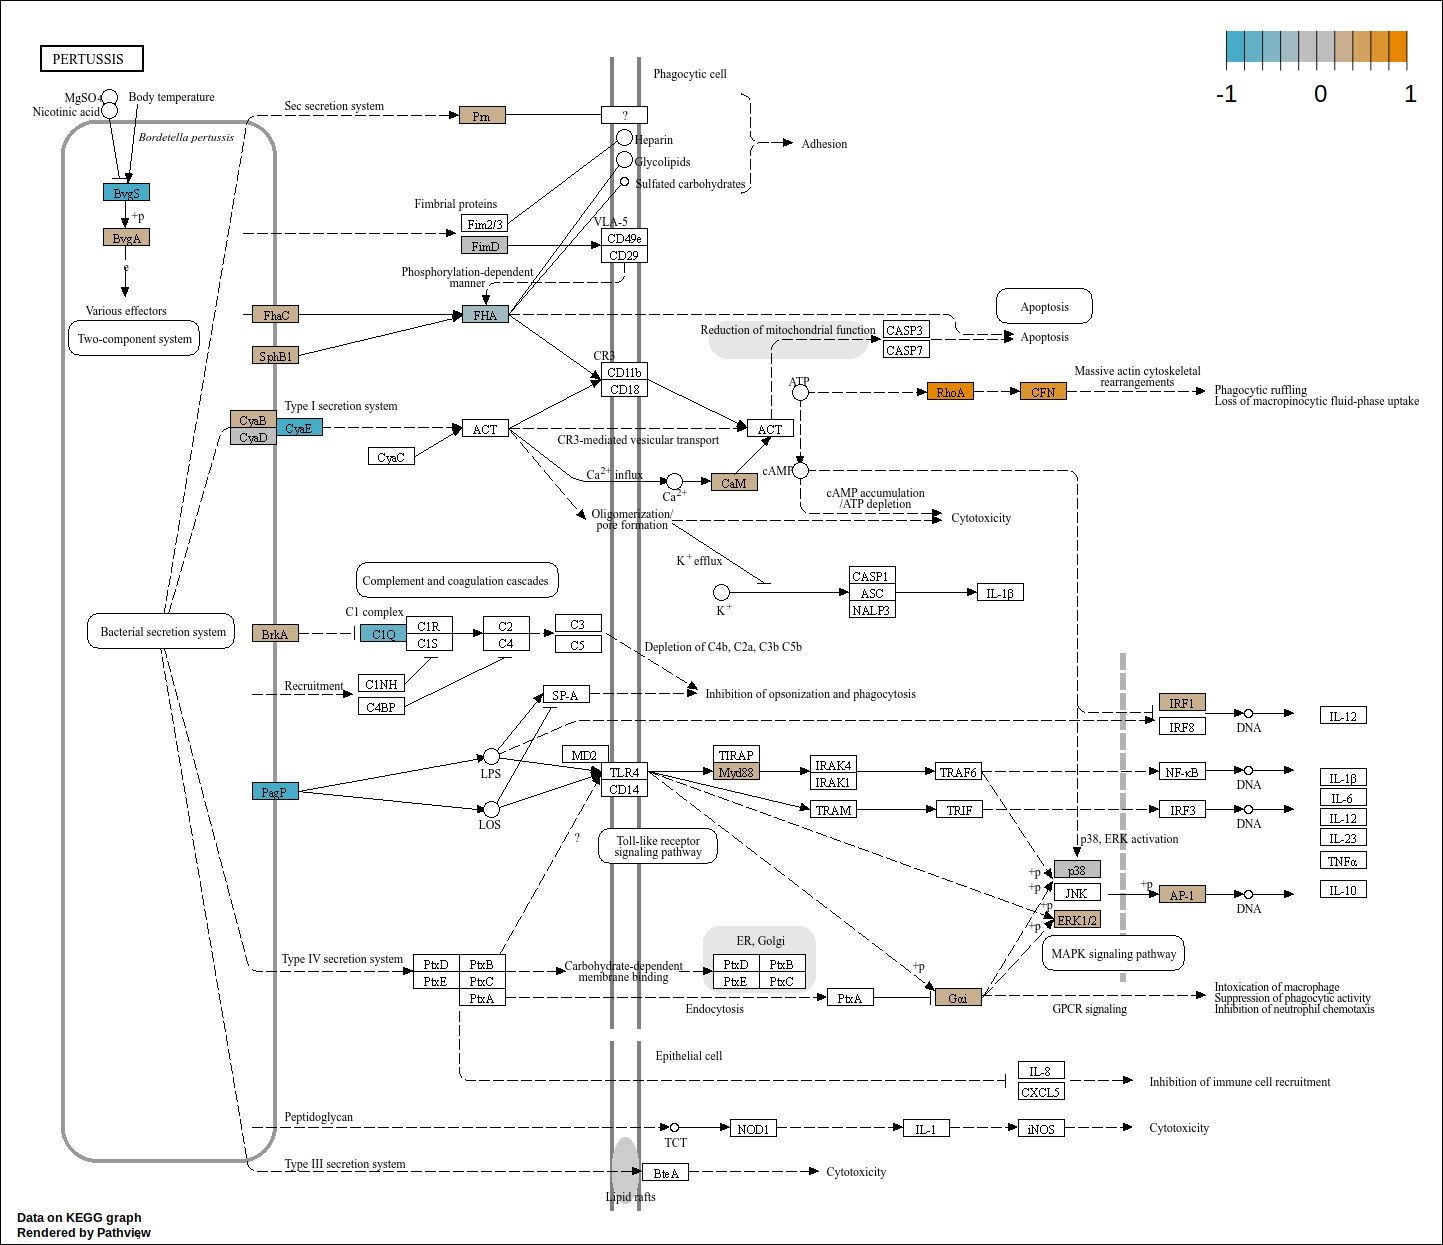 PERTUSSIS
-1 0 1
Phagocytic cell
MgSO4
Body temperature
Nicotinic acid
Sec secretion system
Prn
?
Bordetella pertussis
Heparin
Adhesion
Glycolipids
Sulfated carbohydrates
BvgS
+p
Fimbrial proteins
Fim2/3
VLA-5
BvgA
FimD
CD49e
CD29
e
Phosphorylation-dependent
manner
Various effectors
FhaC
FHA
Apoptosis
Two-component system
Reduction of mitochondrial function
CASP3
Apoptosis
SphB1
CASP7
CR3
CD11b
CD18
ATP
RhoA
CFN
Massive actin cytoskeletal
rearrangements
Phagocytic ruffling
Loss of macropinocytic fluid-phase uptake
Type I secretion system
CyaB
CyaE
CyaD
ACT
ACT
CR3-mediated vesicular transport
CyaC
Ca2+ influx
Ca2+
CaM
cAMP
cAMP accumulation
/ATP depletion
Oligomerization/
pore formation
Cytotoxicity
K+ efflux
Complement and coagulation cascades
CASP1
K+
ASC
IL-1β
NALP3
C1 complex
Bacterial secretion system
BrkA
C1Q
C1R
C1S
C2
C4
C3
C5
Depletion of C4b, C2a, C3b C5b
Recruitment
C1NH
C4BP
SP-A
Inhibition of opsonization and phagocytosis
IRF1
IRF8
DNA
IL-12
LPS
MD2
TLR4
CD14
TIRAP
Myd88
IRAK4
IRAK1
TRAF6
NF-κB
DNA
IL-1β
PagP
LOS
TRAM
TRIF
IRF3
DNA
IL-6
IL-12
?
Toll-like receptor
signaling pathway
p38, ERK activation
IL-23
TNFα
+p
p38
+p
JNK
+p
AP-1
DNA
IL-10
+p
ERK1/2
+p
ER, Golgi
MAPK signaling pathway
Type IV secretion system
PtxD
PtxB
PtxE
PtxC
PtxA
Carbohydrate-dependent
membrane binding
PtxD
PtxB
PtxE
PtxC
+p
Endocytosis
PtxA
Gαi
GPCR signaling
Intoxication of macrophage
Suppression of phagocytic activity
Inhibition of neutrophil chemotaxis
Epithelial cell
IL-8
CXCL5
Inhibition of immune cell recruitment
Peptidoglycan
TCT
NOD1
IL-1
iNOS
Cytotoxicity
Type III secretion system
BteA
Cytotoxicity
Lipid rafts
Data on KEGG graph
Rendered by Pathview